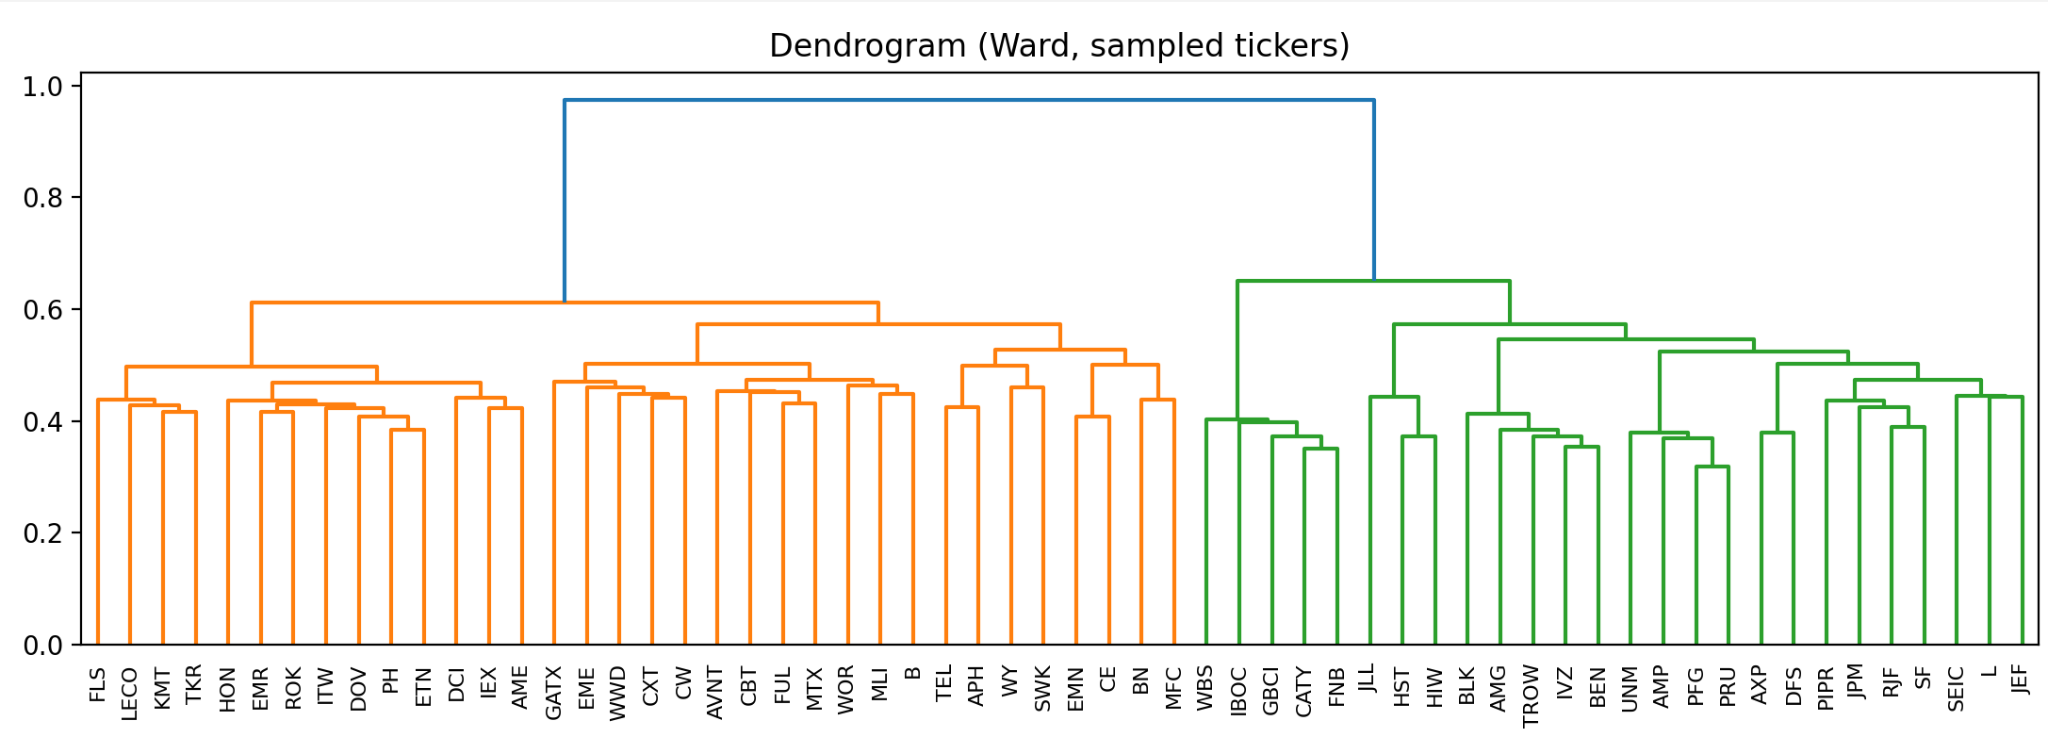 Dendrogram (Ward, sampled tickers)
1.0
0.8
0.6
0.4
0.2
0.0
FLS
LECO
KMT
TKR
HON
EMR
ROK
ITW
DOV
PH
ETN
DCI
IEX
AME
GATX
EME
WWD
CXT
CW
AVNT
CBT
FUL
MTX
WOR
MLI
B
TEL
APH
WY
SWK
EMN
CE
BN
MFC
WBS
IBOC
GBCI
CATY
FNB
JLL
HST
HIW
BLK
AMG
TROW
IVZ
BEN
UNM
AMP
PFG
PRU
AXP
DFS
PIPR
JPM
RJF
SF
SEIC
L
JEF